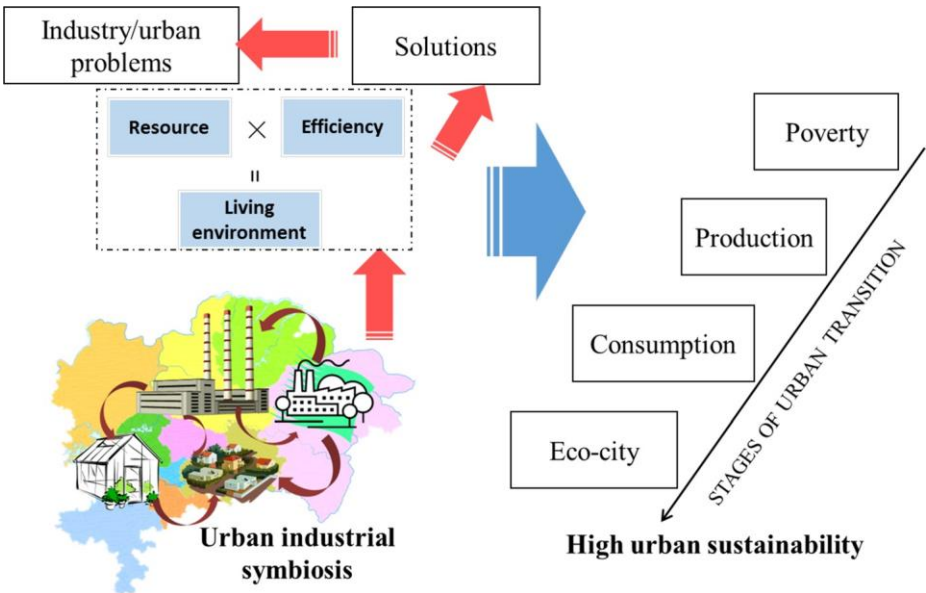 Industry/urban
problems
Solutions
Resource
×
Efficiency
=
Living
environment
Urban industrial
symbiosis
Poverty
Production
Consumption
Eco-city
STAGES OF URBAN TRANSITION
High urban sustainability